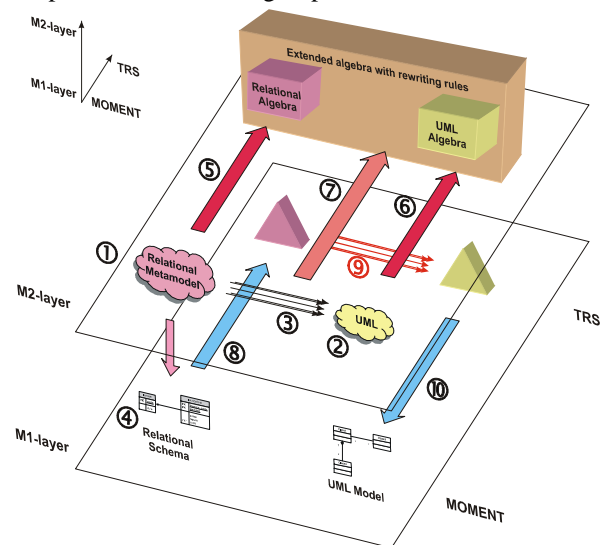 M2-layer
TRS
M1-layer
MOMENT
Extended algebra with rewriting rules
Relational
Algebra
UML
Algebra
⑤
⑦
⑥
①
Relational
Metamodel
⑨
M2-layer
③
UML
②
TRS
⑧
⑩
④
Relational
Schema
M1-layer
UML Model
MOMENT